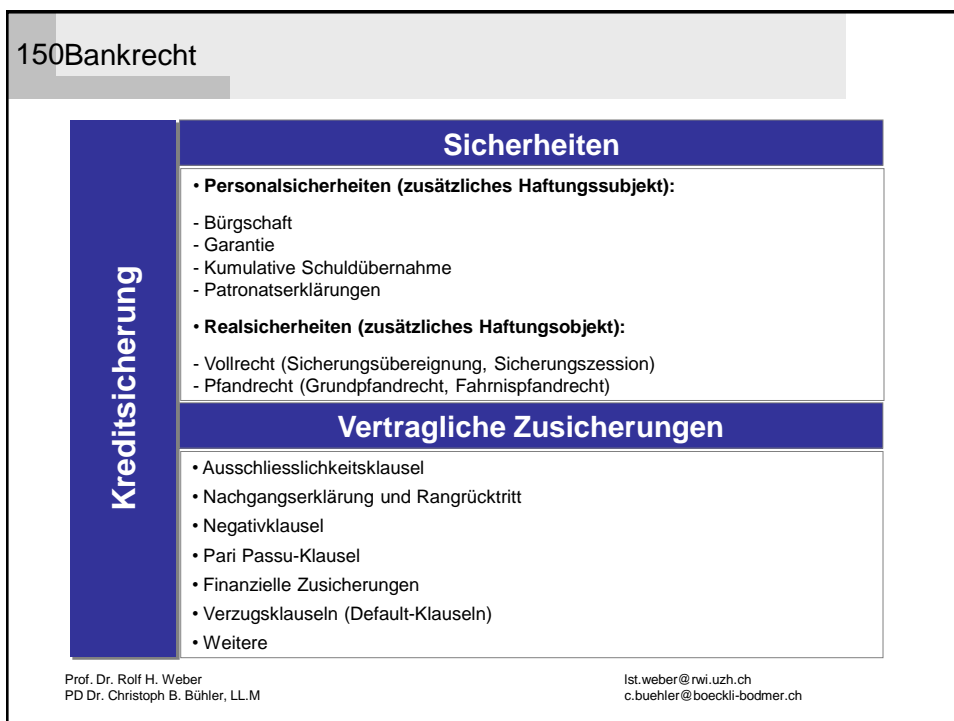 150Bankrecht
Kreditsicherung
Sicherheiten
• Personalsicherheiten (zusätzliches Haftungssubjekt):
- Bürgschaft
- Garantie
- Kumulative Schuldübernahme
- Patronatserklärungen
• Realsicherheiten (zusätzliches Haftungsobjekt):
- Vollrecht (Sicherungsübereignung, Sicherungszession)
- Pfandrecht (Grundpfandrecht, Fahrnispfandrecht)
Vertragliche Zusicherungen
• Ausschliesslichkeitsklausel
• Nachgangserklärung und Rangrücktritt
• Negativklausel
• Pari Passu-Klausel
• Finanzielle Zusicherungen
• Verzugsklauseln (Default-Klauseln)
• Weitere
Prof. Dr. Rolf H. Weber
PD Dr. Christoph B. Bühler, LL.M
lst.weber@rwi.uzh.ch
c.buehler@boeckli-bodmer.ch